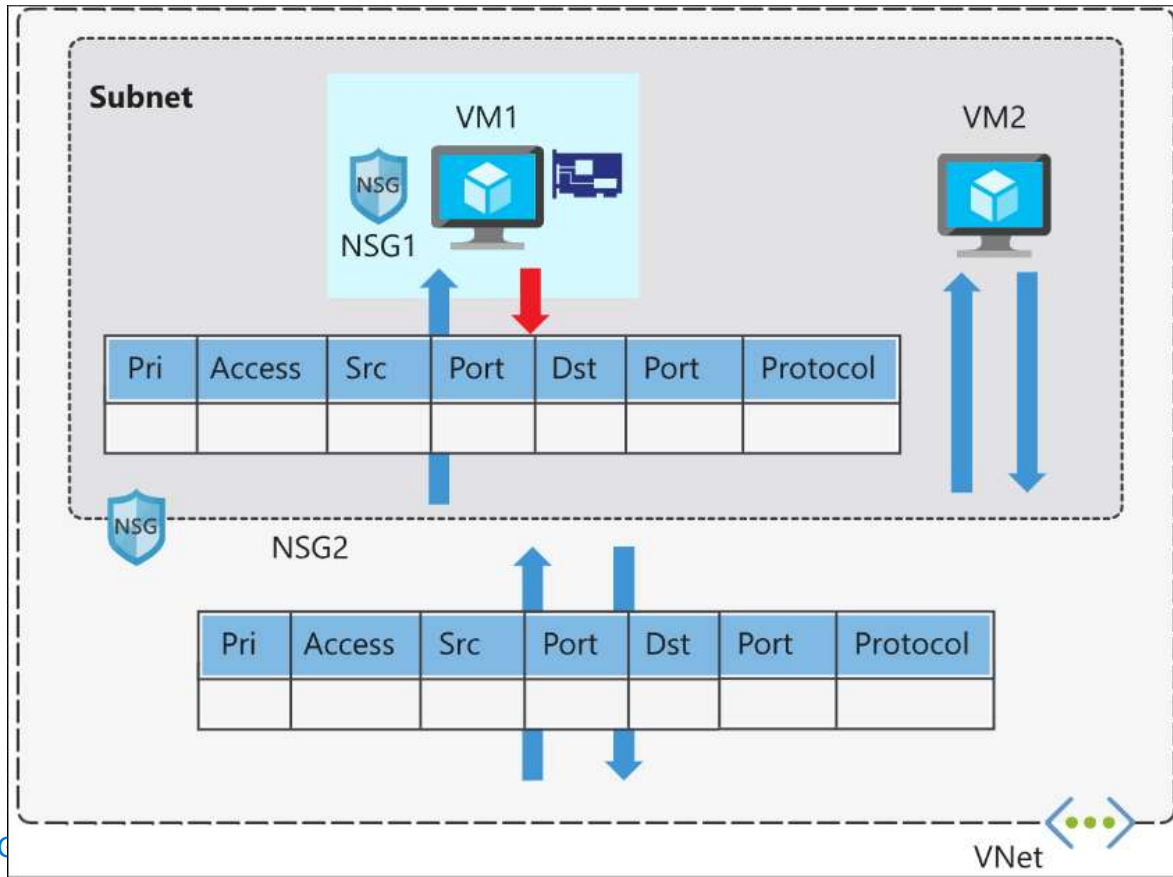 Subnet
VM1
VM2
NSG
NSG1
Pri Access Src Port Dst Port Protocol
NSG
NSG2
Pri Access Src Port Dst Port Protocol
VNet